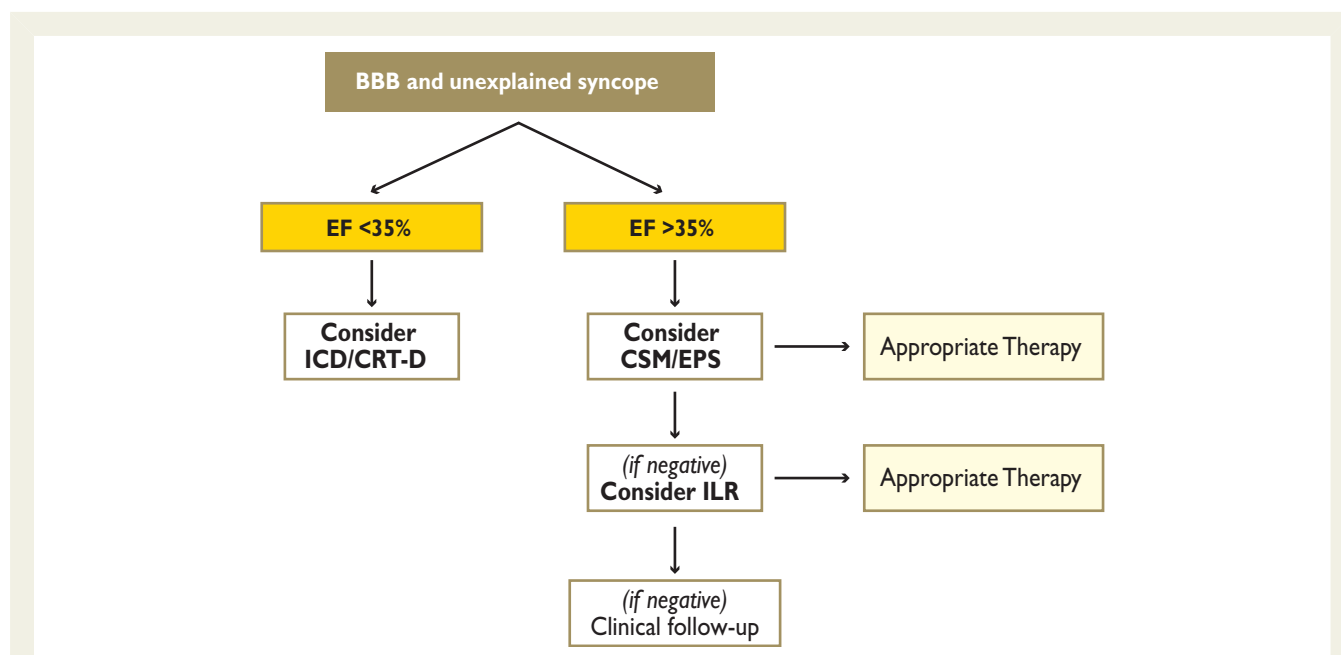 BBB and unexplained syncope
EF <35%
EF >35%
Consider
ICD/CRT-D
Consider
CSM/EPS
Appropriate Therapy
(if negative)
Consider ILR
Appropriate Therapy
(if negative)
Clinical follow-up